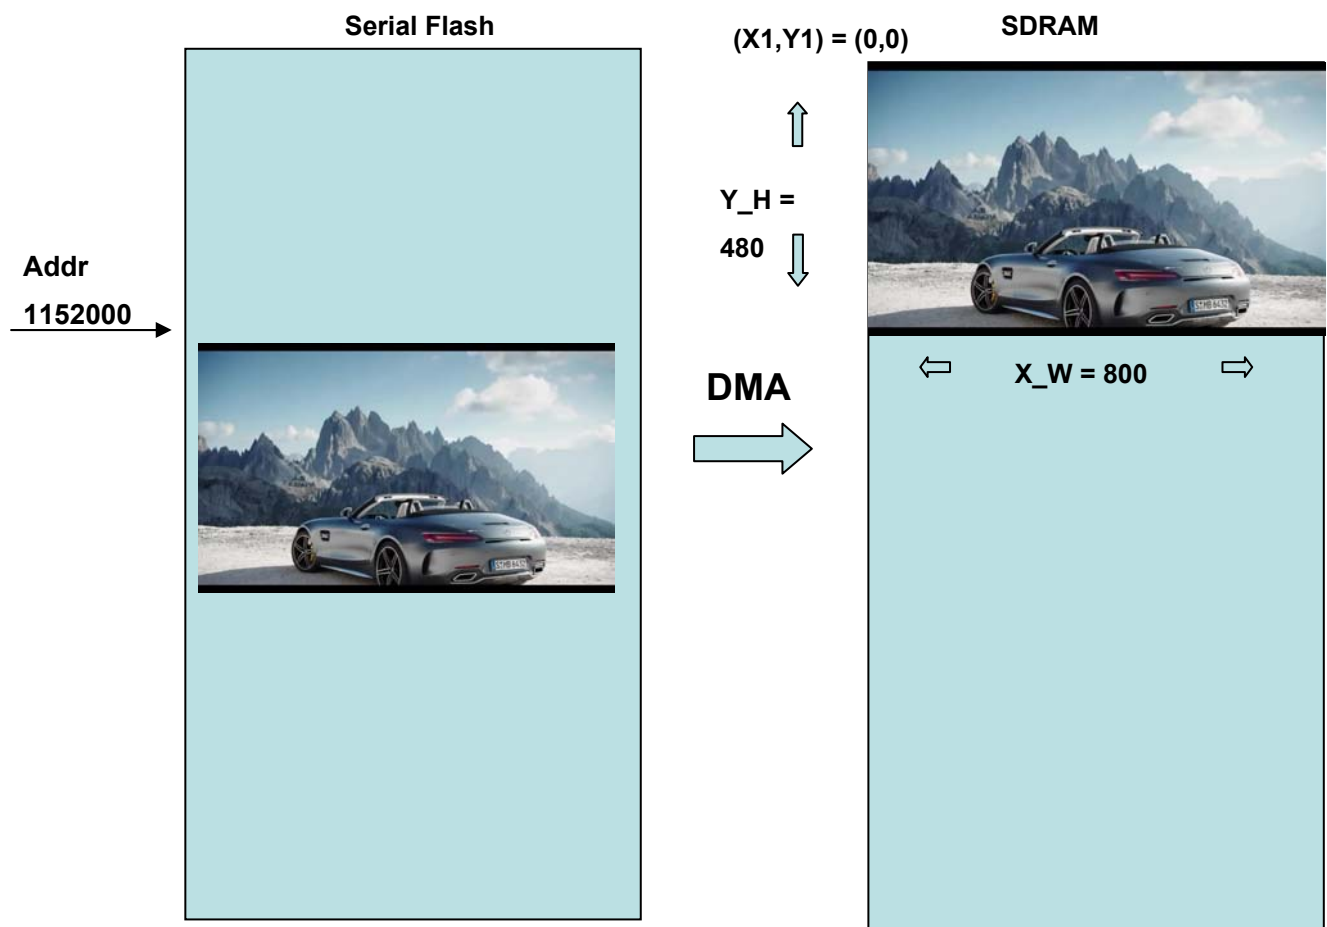 Serial Flash
(X1,Y1) = (0,0)
SDRAM
Y_H =
480
Addr
1152000
DMA
X_W = 800